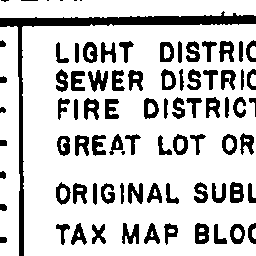 LIGHT DISTRIC
SEWER DISTRIC
FIRE DISTRICT
GREAT LOT OR
ORIGINAL SUBL
TAX MAP BLOC